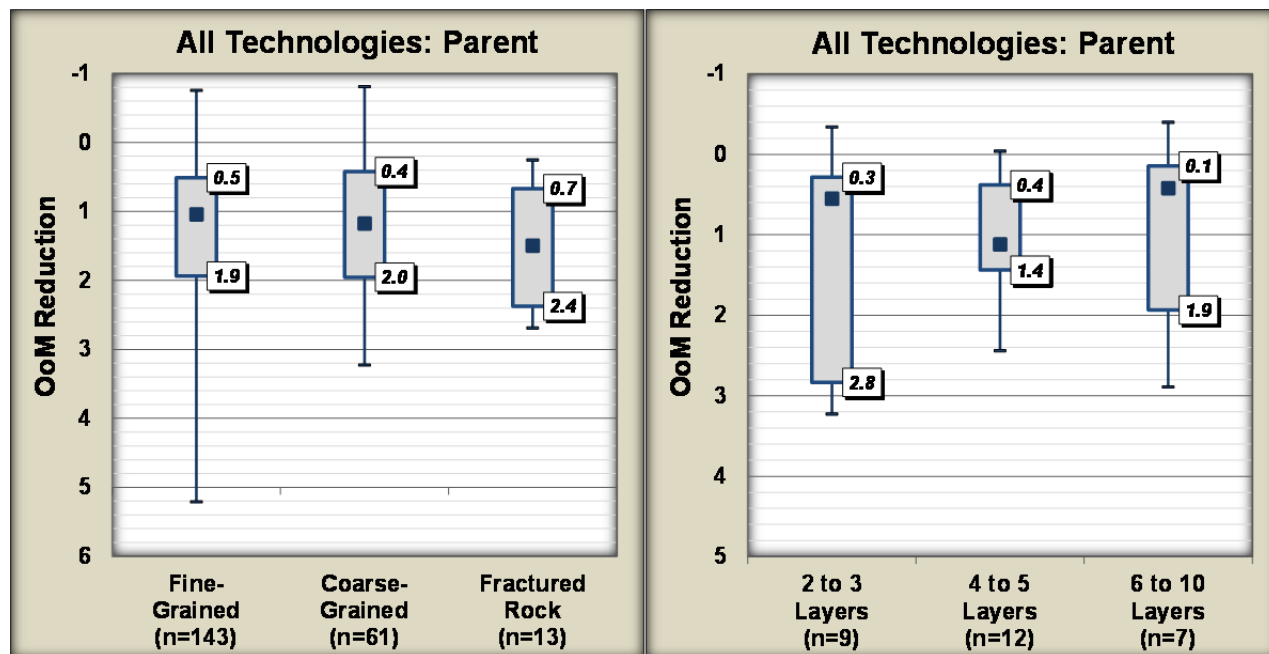 All Technologies: Parent
OoM Reduction
-1
0
1
2
3
4
5
6
0.5
1.9
0.4
2.0
0.7
2.4
Fine-
Grained
(n=143)
Coarse-
Grained
(n=61)
Fractured
Rock
(n=13)
All Technologies: Parent
OoM Reduction
-1
0
1
2
3
4
5
0.3
2.8
0.4
1.4
0.1
1.9
2 to 3
Layers
(n=9)
4 to 5
Layers
(n=12)
6 to 10
Layers
(n=7)